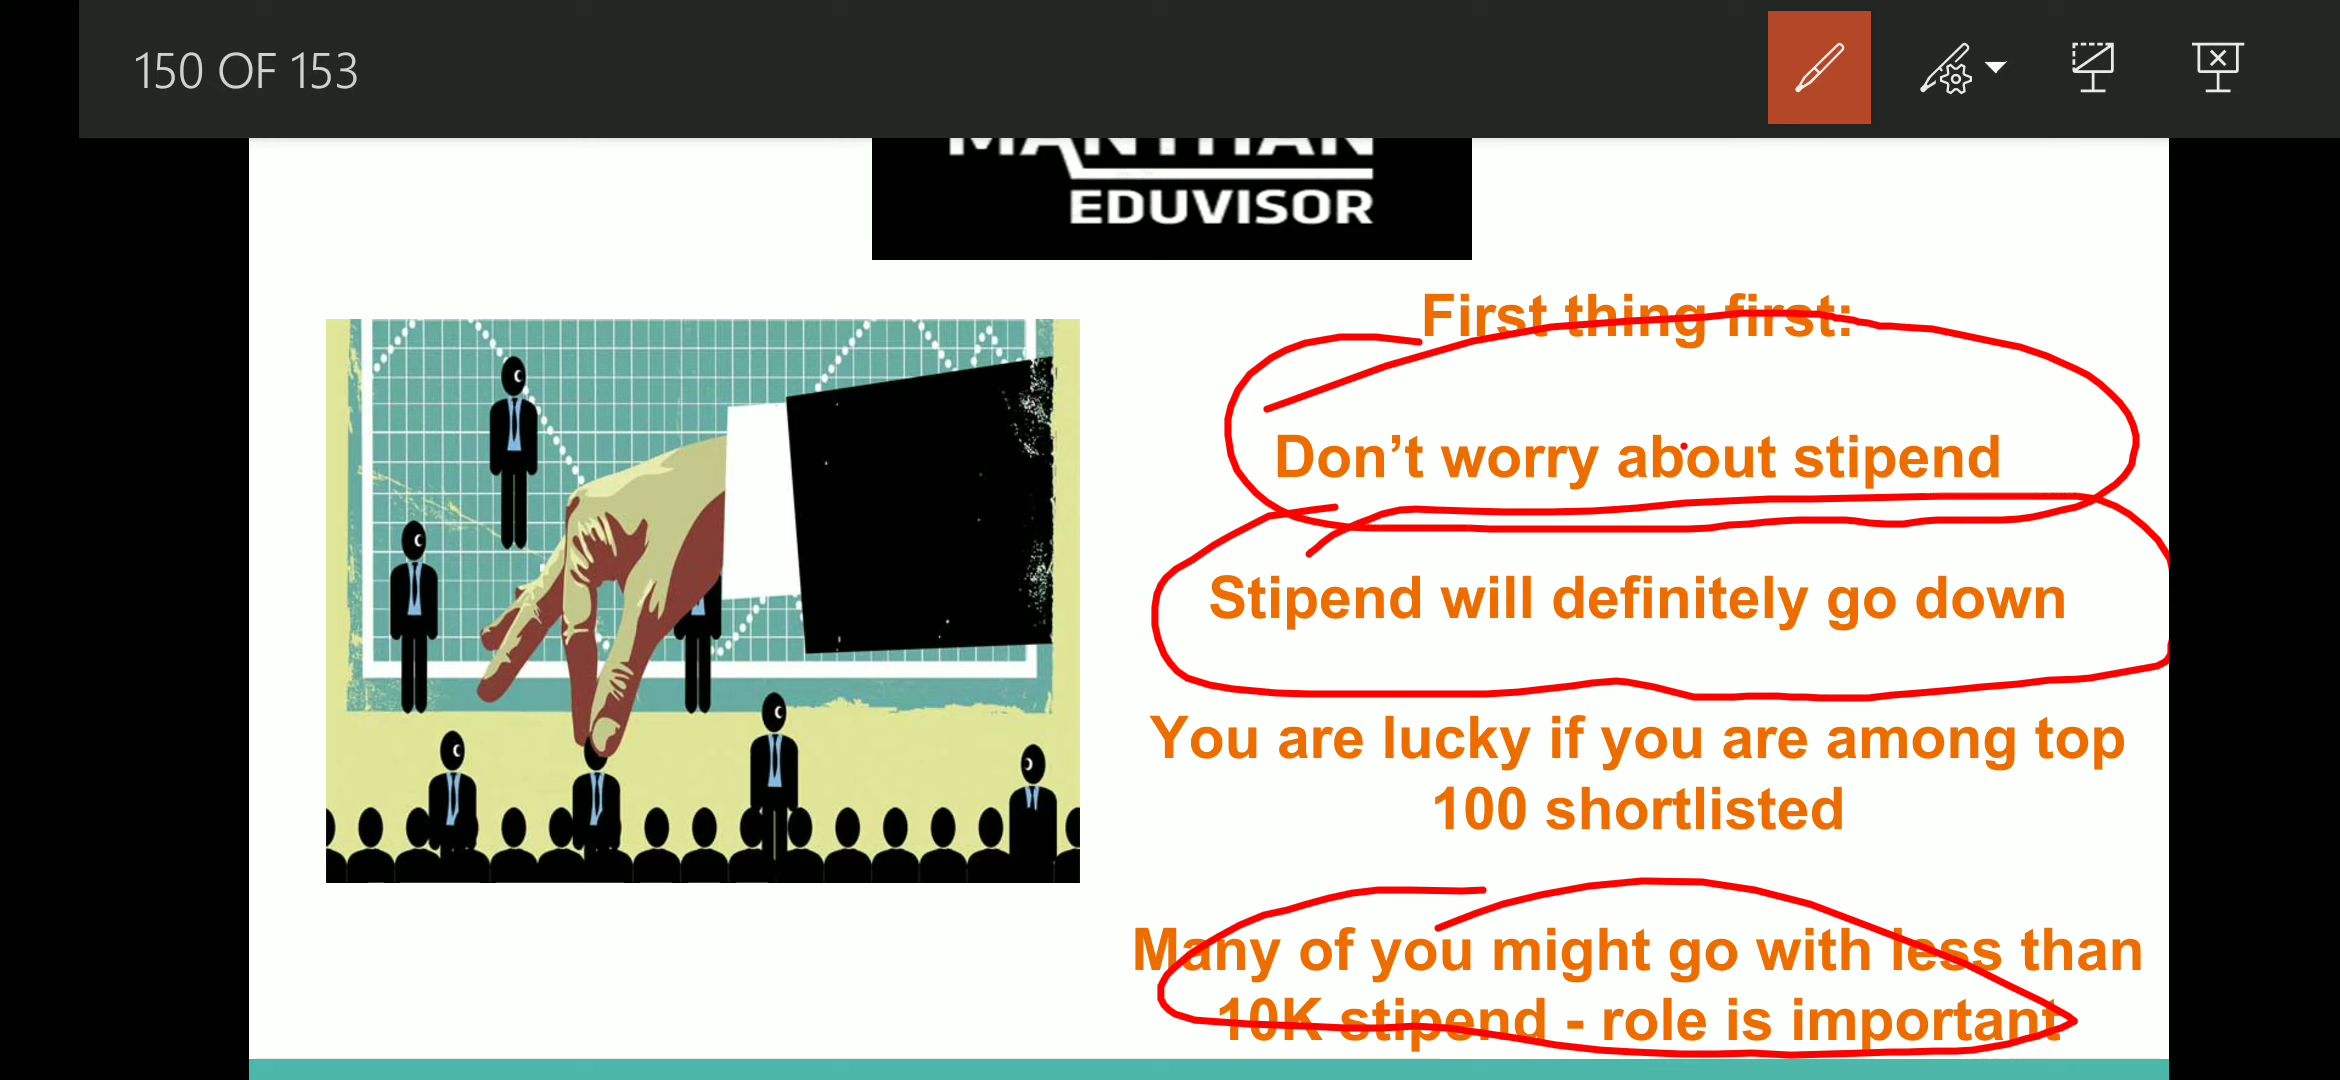 150 OF 153
MANTHAN
EDUVISOR
First thing first:
Don't worry about stipend
Stipend will definitely go down
You are lucky if you are among top
100 shortlisted
Many of you might go with less than
10K stipend - role is important